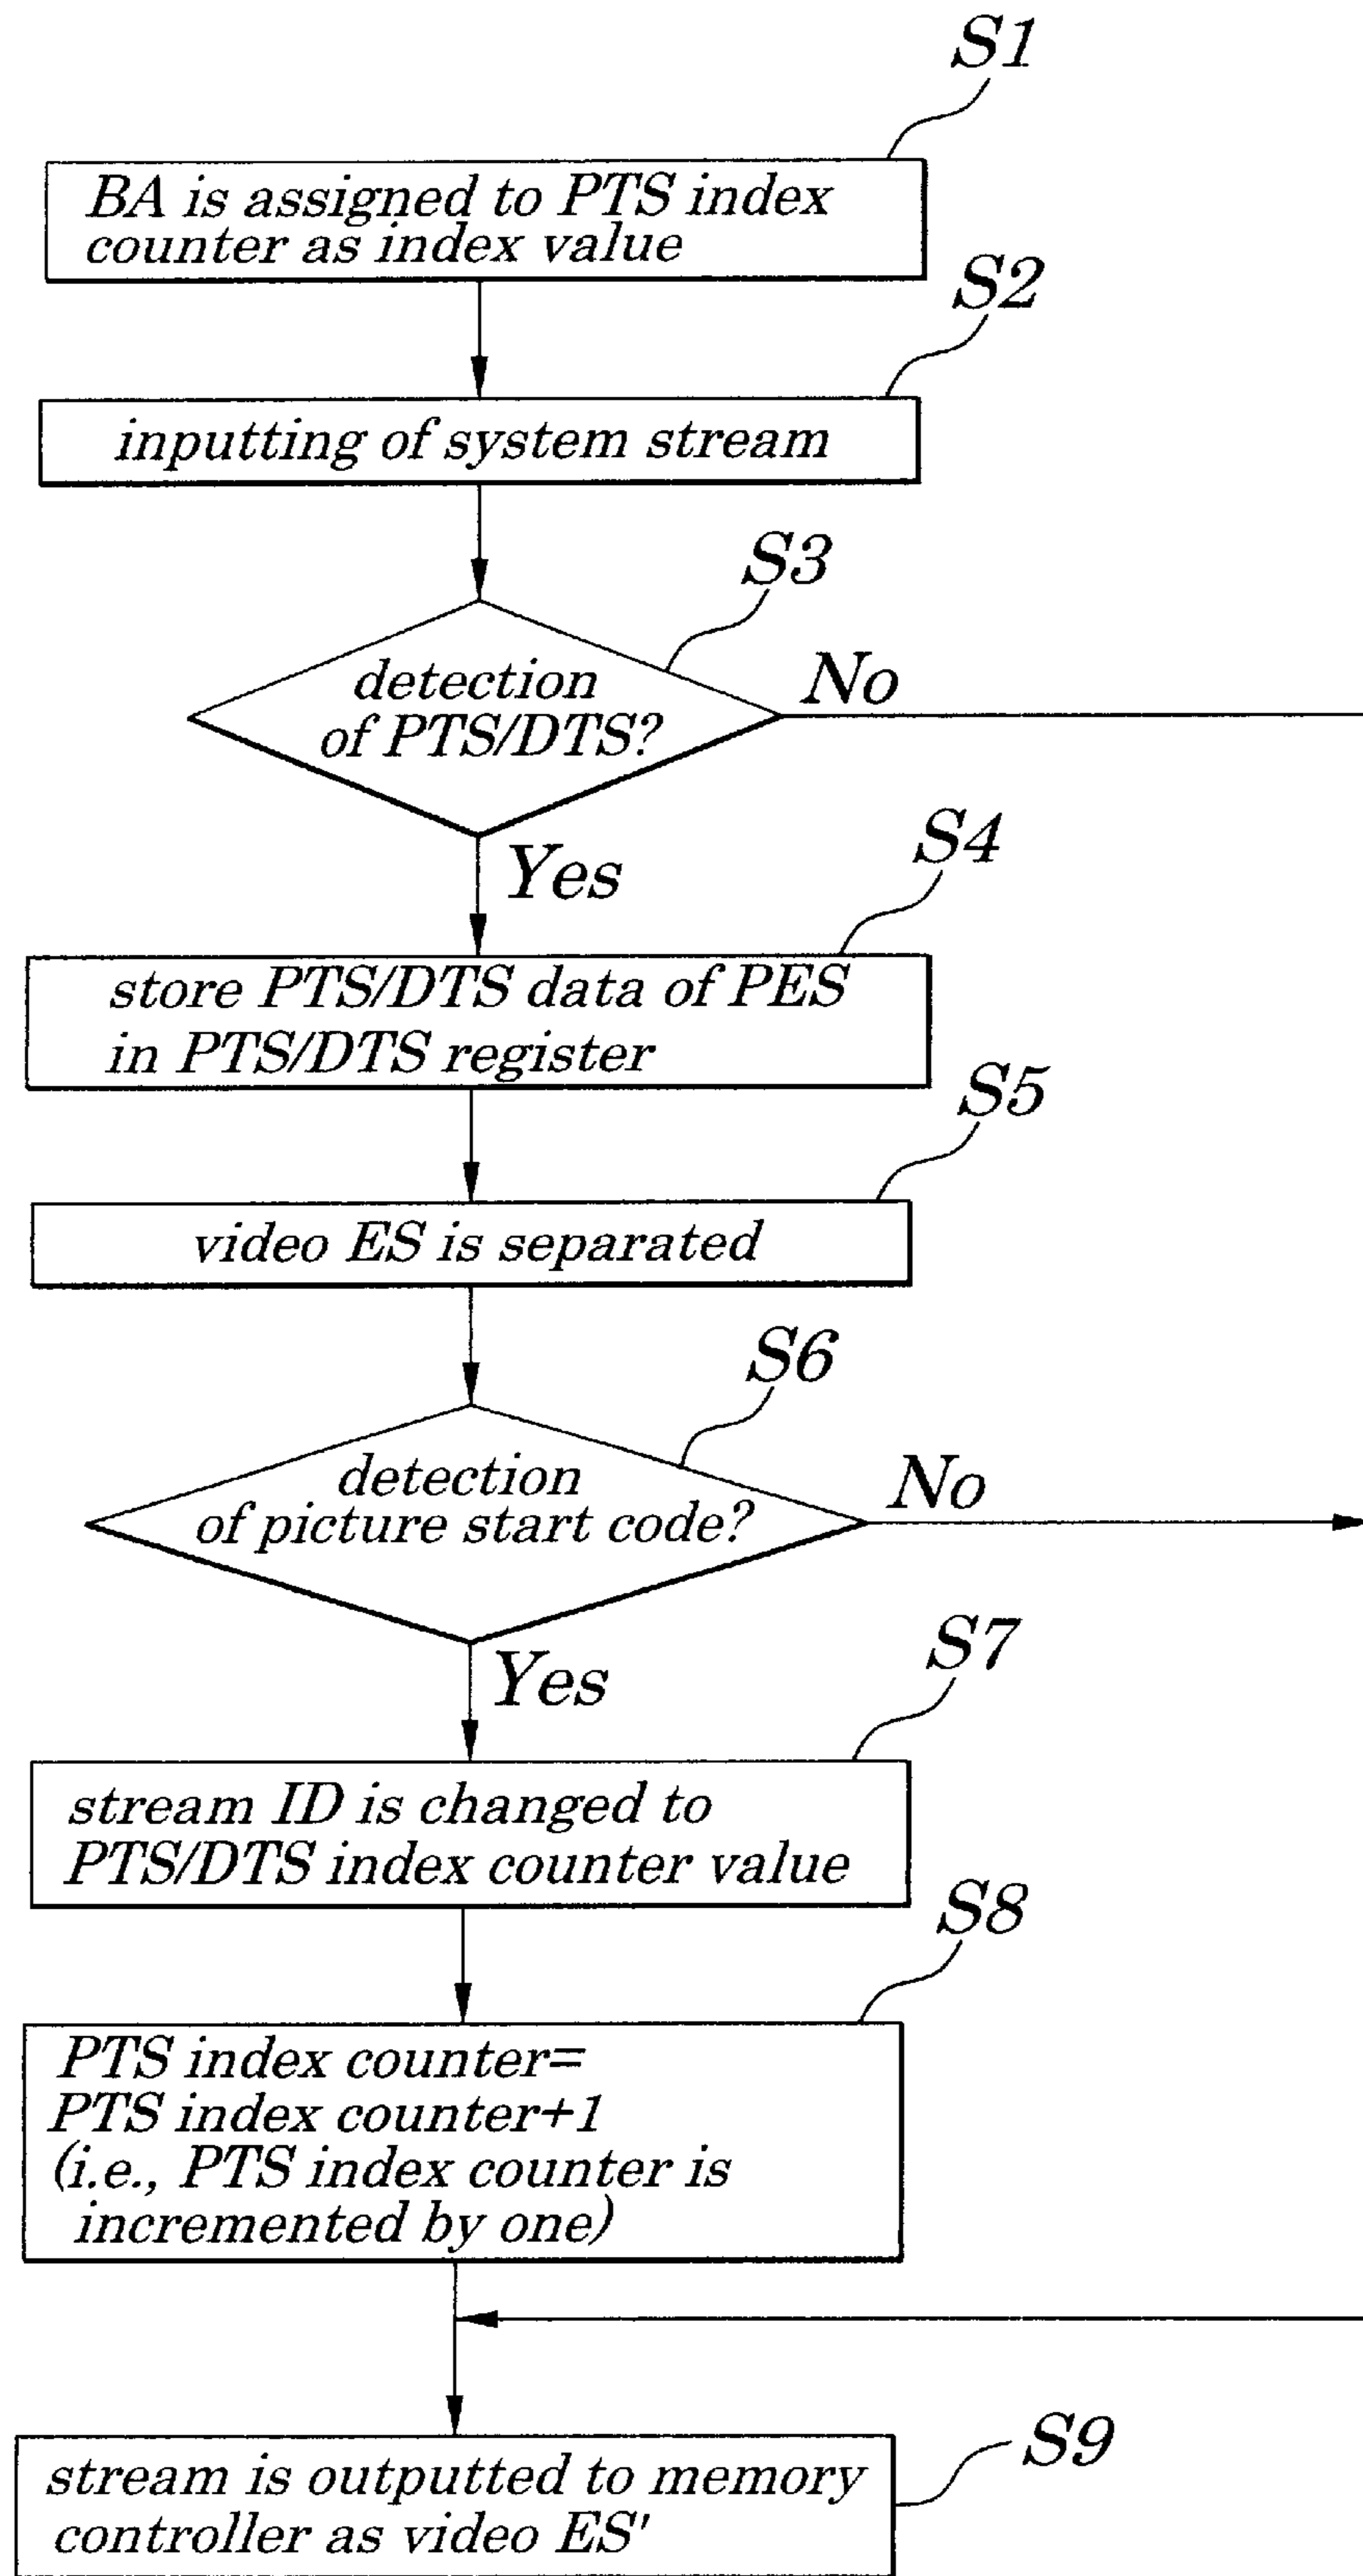 S1
BA is assigned to PTS index
counter as index value
S2
inputting of system stream
S3
detection
of PTS/DTS?
No
Yes
S4
store PTS/DTS data of PES
in PTS/DTS register
S5
video ES is separated
S6
detection
of picture start code?
No
Yes
S7
stream ID is changed to
PTS/DTS index counter value
S8
PTS index counter=
PTS index counter+1
(i.e., PTS index counter is
incremented by one)
S9
stream is outputted to memory
controller as video ES'